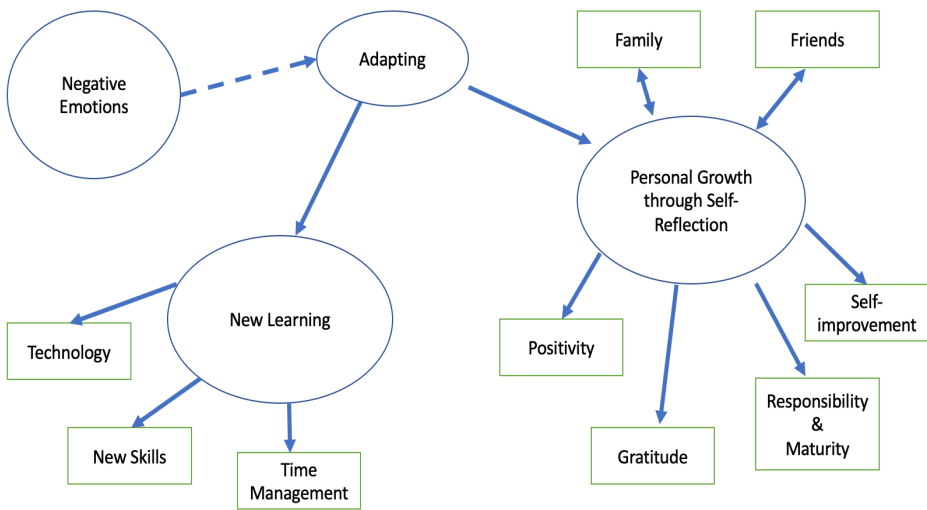 Negative
Emotions
Adapting
Family
Friends
Personal Growth
through Self-
Reflection
New Learning
Technology
New Skills
Time
Management
Positivity
Gratitude
Responsibility
&
Maturity
Self-
improvement